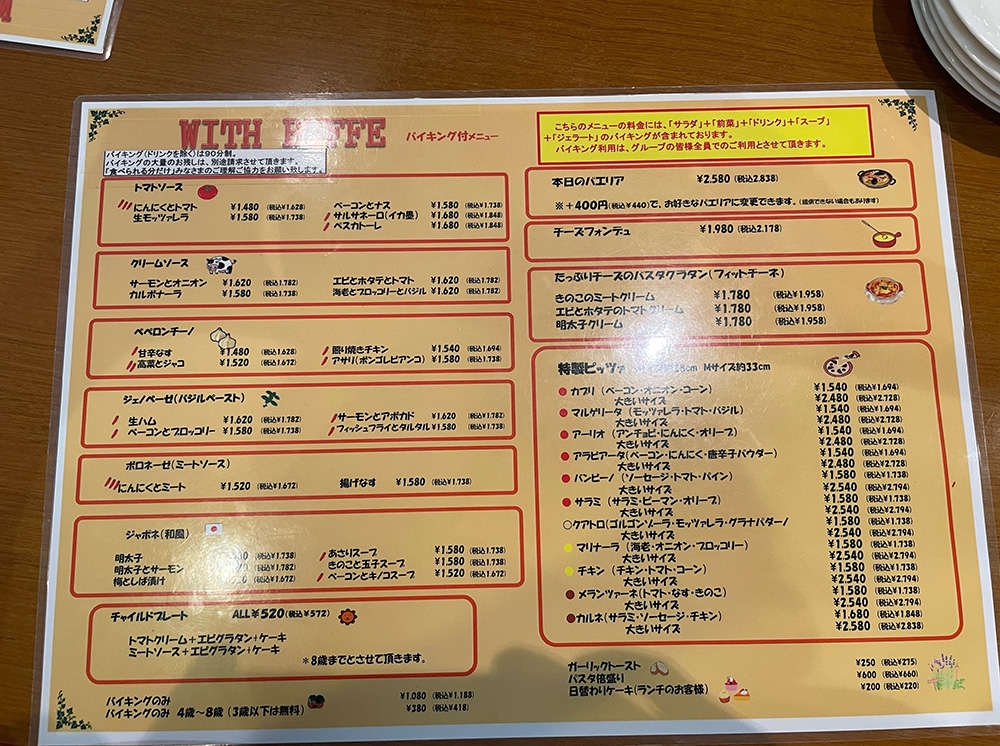 WITH BUFFE
バイキング付メニュー
バイキング(ドリンクを除く)は90分制。
バイキングの大量のお残しは、別途請求させて頂きます。
「食べられる分だけ」みなさまのご理解ご協力をお願い致します。
こちらのメニューの料金には、「サラダ」+「前菜」+「ドリンク」+「スープ」
+「ジェラート」のバイキングが含まれております。
バイキング利用は、グループの皆様全員でのご利用とさせて頂きます。
トマトソース
にんにくとトマト ¥1.480 (税込¥1.628)
生モッツァレラ ¥1.580 (税込¥1.738)
ベーコンとナス ¥1.580 (税込¥1.738)
サルサネーロ(イカ墨) ¥1.680 (税込¥1.848)
ペスカトーレ ¥1.680 (税込¥1.848)
クリームソース
サーモンとオニオン ¥1.620 (税込1.782)
カルボナーラ ¥1.580 (税込1.738)
エビとホタテとトマト ¥1.620 (税込1.782)
海老とブロッコリーとバジル ¥1.620 (税込1.782)
ペペロンチーノ
甘辛なす ¥1.480 (税込1.628)
高菜とジャコ ¥1.520 (税込1.672)
照り焼きチキン ¥1.540 (税込1.694)
アサリ(ボンゴレビアンコ) ¥1.580 (税込¥1.738)
ジェノベーゼ(バジルペースト)
生ハム ¥1.620 (税込¥1.782)
ベーコンとブロッコリー ¥1.580 (税込¥1.738)
サーモンとアボカド ¥1.620 (税込¥1.782)
フィッシュフライとタルタル ¥1.580 (税込¥1.738)
ボロネーゼ(ミートソース)
にんにくとミート ¥1.520 (税込¥1.672)
揚げなす ¥1.580 (税込¥1.738)
ジャポネ(和風)
明太子 (税込¥1.738)
明太子とサーモン (税込¥1.782)
梅としば漬け (税込¥1.672)
あさりスープ ¥1.580 (税込1.738)
きのこと玉子スープ ¥1.580 (税込1.738)
ベーコンとキノコスープ ¥1.520 (税込1.672)
チャイルドプレート ALL¥520(税込¥572)
トマトクリーム+エビグラタン+ケーキ
ミートソース+エビグラタン+ケーキ
*8歳までとさせて頂きます。
バイキングのみ ¥1.080 (税込¥1.188)
バイキングのみ 4歳~8歳 (3歳以下は無料) ¥380 (税込¥418)
本日のパエリア ¥2.580 (税込2.838)
※+400円(税込¥440)で、お好きなパエリアに変更できます。(提供できない場合もあります)
チーズフォンデュ ¥1.980 (税込2.178)
たっぷりチーズのパスタグラタン(フィットチーネ)
きのこのミートクリーム ¥1.780 (税込¥1.958)
エビとホタテのトマトクリーム ¥1.780 (税込¥1.958)
明太子クリーム ¥1.780 (税込¥1.958)
特製ピッツァ Mサイズ約33cm
カプリ (ベーコン・オニオン・コーン) ¥1.540 (税込¥1.694)
大きいサイズ ¥2.480 (税込¥2.728)
マルゲリータ (モッツァレラ・トマト・バジル) ¥1.540 (税込¥1.694)
大きいサイズ ¥2.480 (税込¥2.728)
アーリオ (アンチョビ・にんにく・オリーブ) ¥1.540 (税込¥1.694)
大きいサイズ ¥2.480 (税込¥2.728)
アラビアータ(ベーコン・にんにく・唐辛子パウダー) ¥1.540 (税込¥1.694)
大きいサイズ ¥2.480 (税込¥2.728)
バンビーノ (ソーセージ・トマト・パイン) ¥1.580 (税込¥1.738)
大きいサイズ ¥2.540 (税込¥2.794)
サラミ (サラミ・ピーマン・オリーブ) ¥1.580 (税込¥1.738)
大きいサイズ ¥2.540 (税込¥2.794)
クアトロ(ゴルゴンゾーラ・モッツァレラ・グラナパダーノ ¥1.580 (税込¥1.738)
大きいサイズ ¥2.540 (税込¥2.794)
マリナーラ (海老・オニオン・ブロッコリー) ¥1.580 (税込¥1.738)
大きいサイズ ¥2.540 (税込¥2.794)
チキン (チキン・トマト・コーン) ¥1.580 (税込¥1.738)
大きいサイズ ¥2.540 (税込¥2.794)
メランツァーネ(トマト・なす・きのこ) ¥1.580 (税込¥1.738)
大きいサイズ ¥2.540 (税込¥2.794)
カルネ(サラミ・ソーセージ・チキン) ¥1.680 (税込¥1.848)
大きいサイズ ¥2.580 (税込¥2.838)
ガーリックトースト ¥250 (税込¥275)
パスタ倍盛り ¥600 (税込¥660)
日替わりケーキ(ランチのお客様) ¥200 (税込¥220)